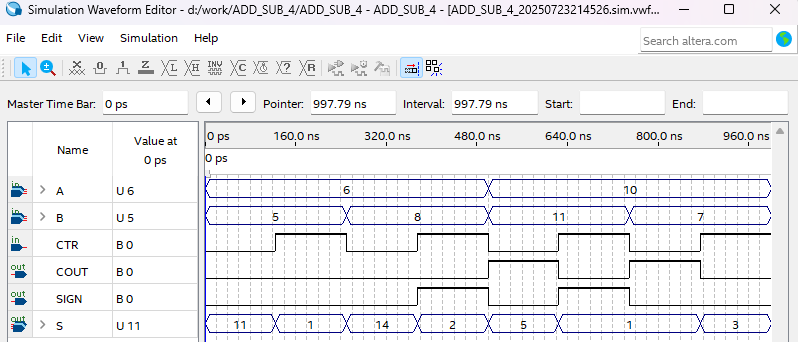 Simulation Waveform Editor - d:/work/ADD_SUB_4/ADD_SUB_4 - ADD_SUB_4 - [ADD_SUB_4_20250723214526.sim.vwf...
File Edit View Simulation Help
Search altera.com
Master Time Bar: 0 ps Pointer: 997.79 ns Interval: 997.79 ns Start: End:
Name Value at 0 ps 0 ps 160.0 ns 320.0 ns 480.0 ns 640.0 ns 800.0 ns 960.0 ns
0 ps
in A U 6 6 10
in B U 5 5 8 11 7
in CTR B 0
out COUT B 0
out SIGN B 0
out S U 11 11 1 14 2 5 1 3